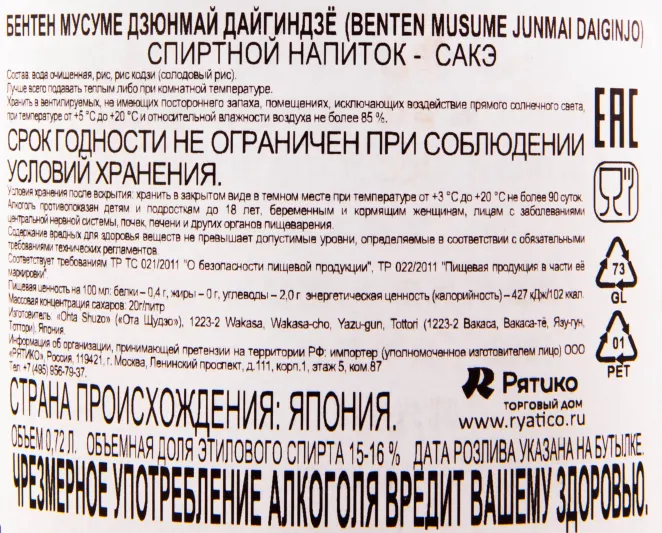 БЕНТЕН МУСУМЕ ДЗЮНМАЙ ДАЙГИНДЗЁ (BENTEN MUSUME JUNMAI DAIGINJO)
СПИРТНОЙ НАПИТОК - САКЭ
Состав: вода очищенная, рис, рис кодзи (солодовый рис).
Лучше всего подавать теплым либо при комнатной температуре.
Хранить в вентилируемых, не имеющих постороннего запаха, помещениях, исключающих воздействие прямого солнечного света,
при температуре от +5 °С до +20 °С и относительной влажности воздуха не более 85 %.
EAC
СРОК ГОДНОСТИ НЕ ОГРАНИЧЕН ПРИ СОБЛЮДЕНИИ
УСЛОВИЙ ХРАНЕНИЯ.
Условия хранения после вскрытия: хранить в закрытом виде в темном месте при температуре от +3 °С до +20 °С не более 90 суток.
Алкоголь противопоказан детям и подросткам до 18 лет, беременным и кормящим женщинам, лицам с заболеваниями
центральной нервной системы, почек, печени и других органов пищеварения.
Содержание вредных для здоровья веществ не превышает допустимые уровни, определяемые в соответствии с обязательными
требованиями технических регламентов.
Соответствует требованиям ТР ТС 021/2011 "О безопасности пищевой продукции", ТР 022/2011 "Пищевая продукция в части её
маркировки".
73
GL
Пищевая ценность на 100 мл: белки – 0,4 г, жиры – 0 г, углеводы – 2,0 г энергетическая ценность (калорийность) – 427 кДж/102 ккал.
Массовая концентрация сахаров: 20г/литр
Изготовитель: «Ohta Shuzo» («Ота Щудзо»), 1223-2 Wakasa, Wakasa-cho, Yazu-gun, Tottori (1223-2 Вакаса, Вакаса-тё, Язу-гун,
Тоттори), Япония.
01
PET
Информация об организации, принимающей претензии на территории РФ: импортер (уполномоченное изготовителем лицо) ООО
«РЯТИКО», Россия, 119421, г. Москва, Ленинский проспект, д.111, корп.1, этаж 5, ком.87
Тел +7 (495) 956-79-37.
Рятико
ТОРГОВЫЙ ДОМ
www.ryatico.ru
СТРАНА ПРОИСХОЖДЕНИЯ: ЯПОНИЯ.
ОБЪЕМ 0,72 Л. ОБЪЕМНАЯ ДОЛЯ ЭТИЛОВОГО СПИРТА 15-16 % ДАТА РОЗЛИВА УКАЗАНА НА БУТЫЛКЕ.
ЧРЕЗМЕРНОЕ УПОТРЕБЛЕНИЕ АЛКОГОЛЯ ВРЕДИТ ВАШЕМУ ЗДОРОВЬЮ.